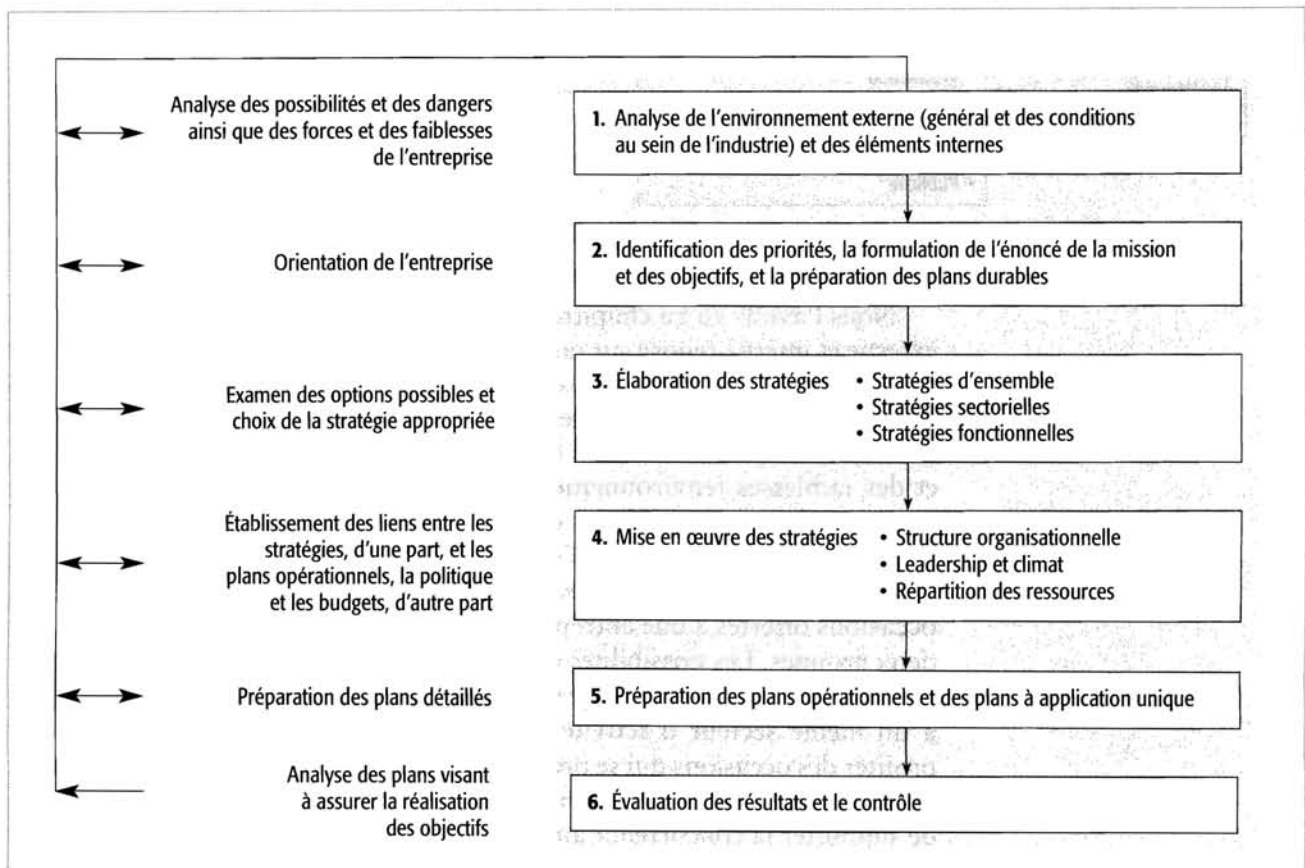 Analyse des possibilités et des dangers
ainsi que des forces et des faiblesses
de l'entreprise
1. Analyse de l'environnement externe (général et des conditions
au sein de l'industrie) et des éléments internes
Orientation de l'entreprise
2. Identification des priorités, la formulation de l'énoncé de la mission
et des objectifs, et la préparation des plans durables
Examen des options possibles et
choix de la stratégie appropriée
3. Élaboration des stratégies • Stratégies d'ensemble
• Stratégies sectorielles
• Stratégies fonctionnelles
Établissement des liens entre les
stratégies, d'une part, et les
plans opérationnels, la politique
et les budgets, d'autre part
4. Mise en œuvre des stratégies • Structure organisationnelle
• Leadership et climat
• Répartition des ressources
Préparation des plans détaillés
5. Préparation des plans opérationnels et des plans à application unique
Analyse des plans visant
à assurer la réalisation
des objectifs
6. Évaluation des résultats et le contrôle